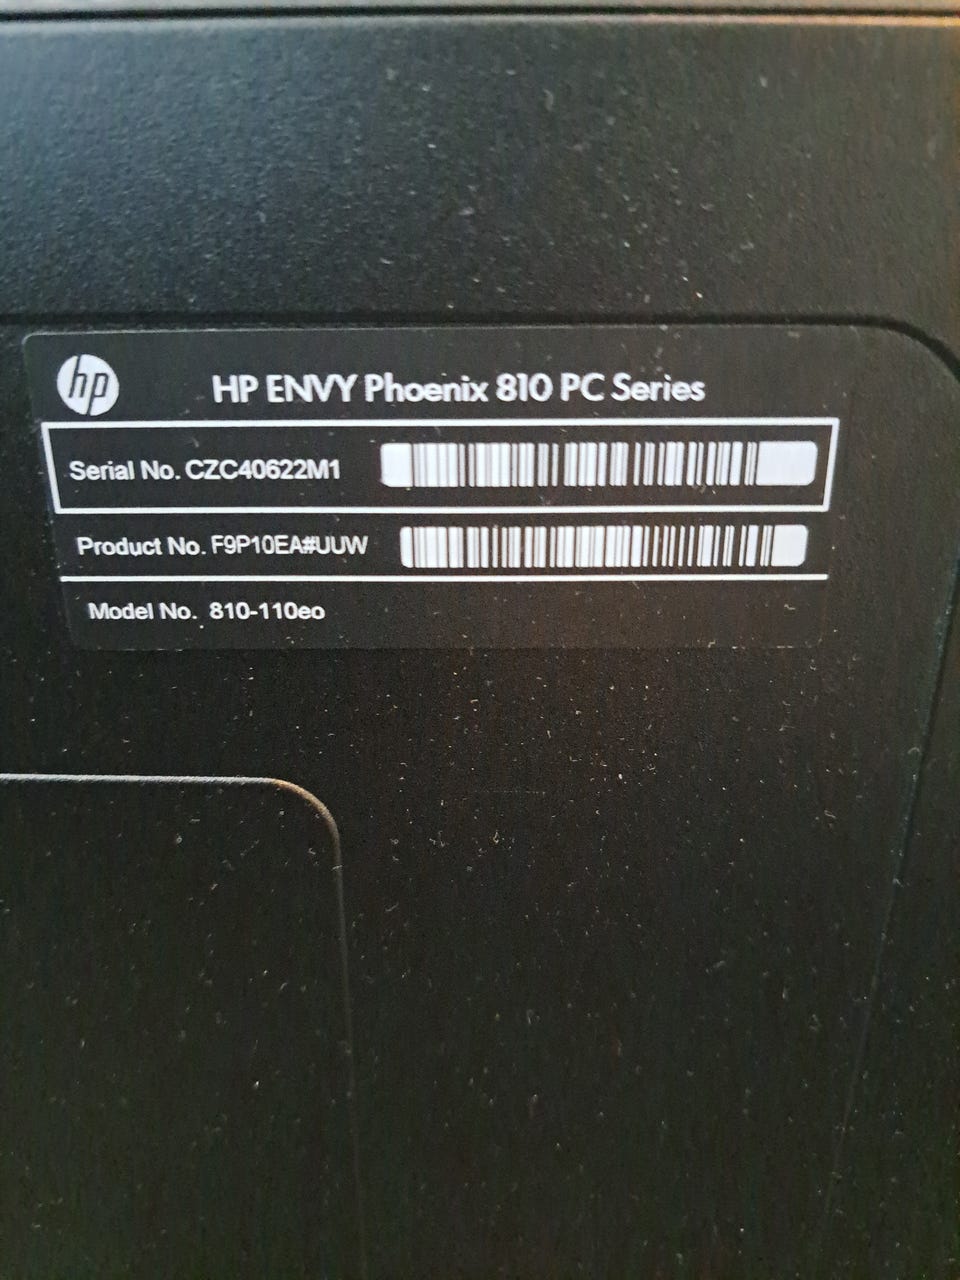 hp
HP ENVY Phoenix 810 PC Series
Serial No. CZC40622M1
Product No. F9P10EA#UUW
Model No. 810-110eo